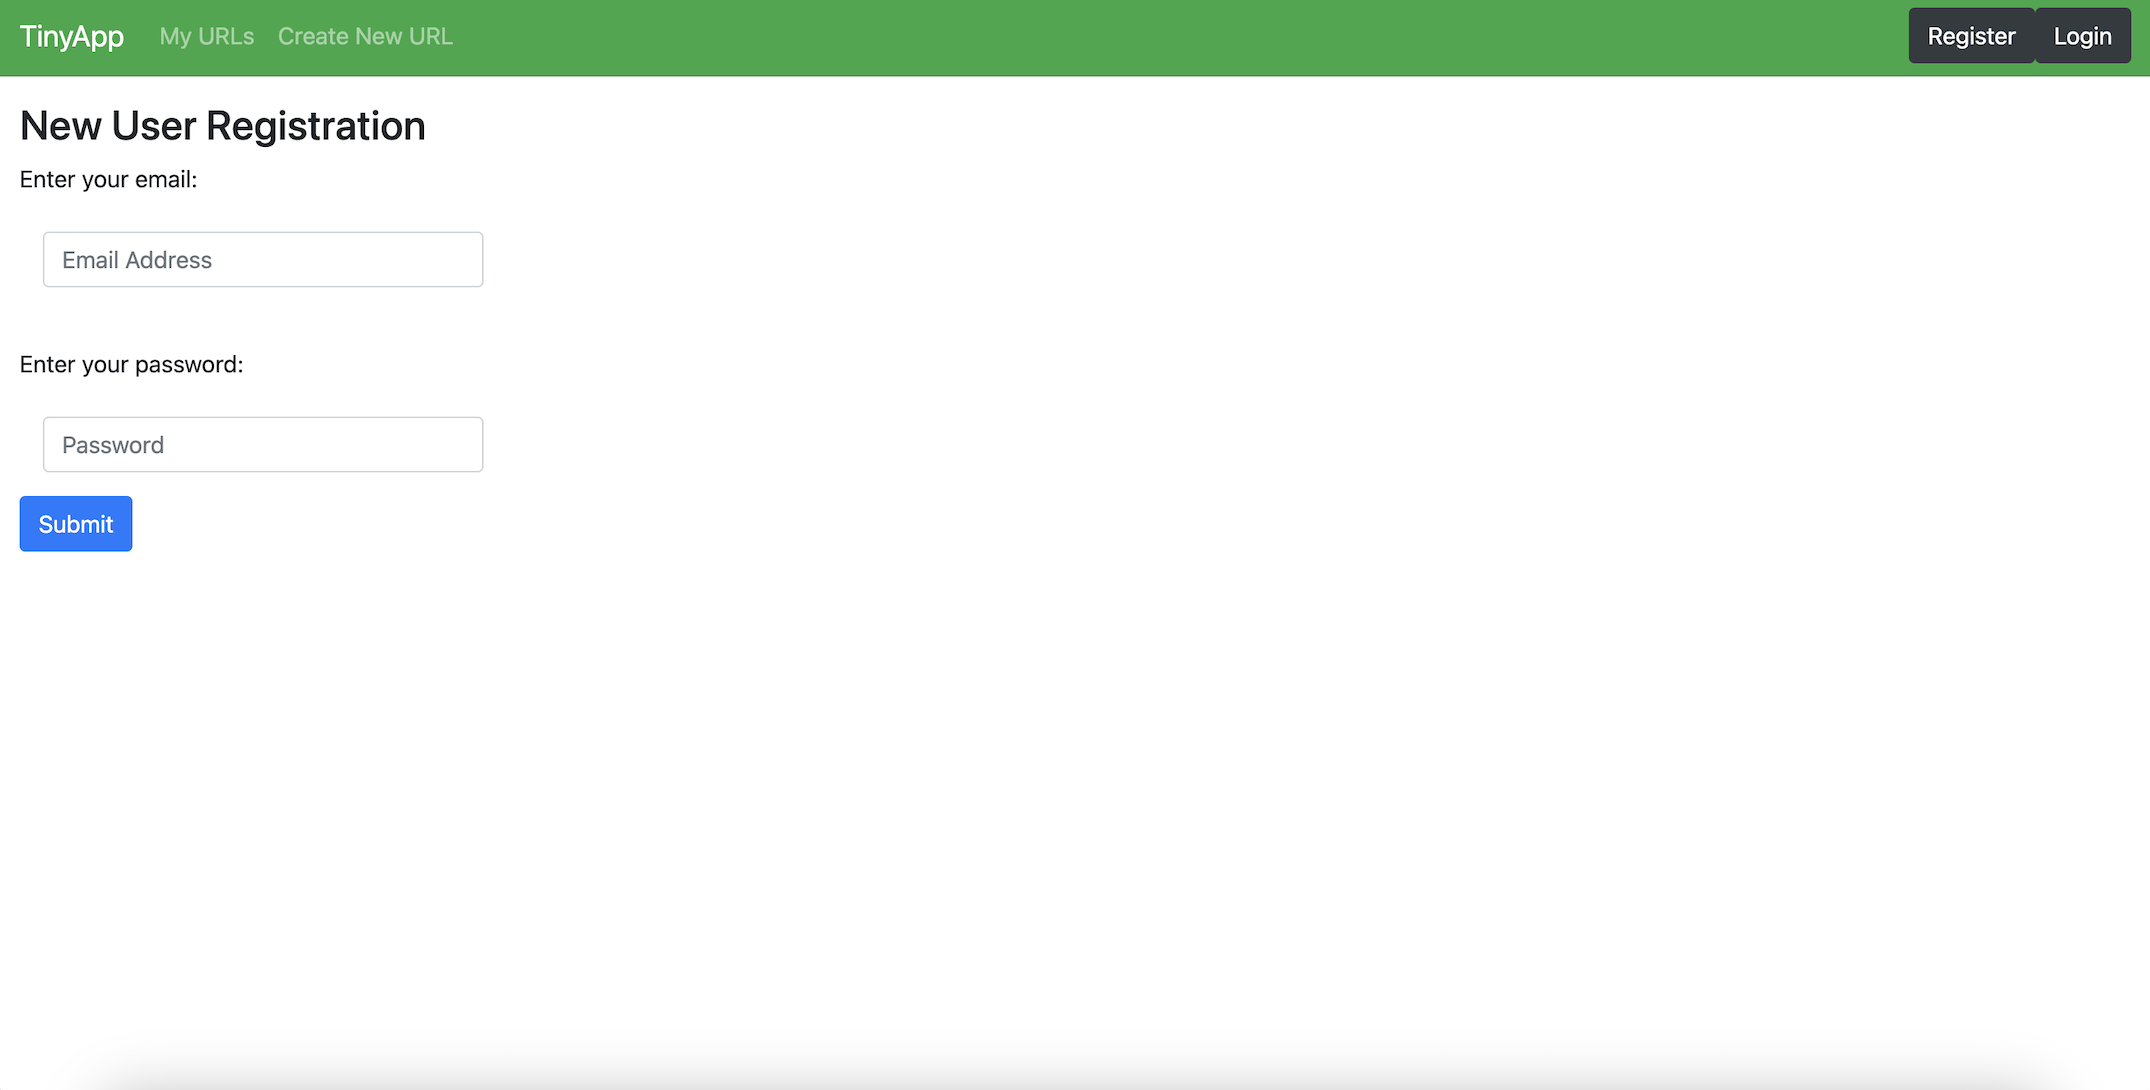 TinyApp My URLs Create New URL Register Login
New User Registration
Enter your email:
Email Address
Enter your password:
Password
Submit